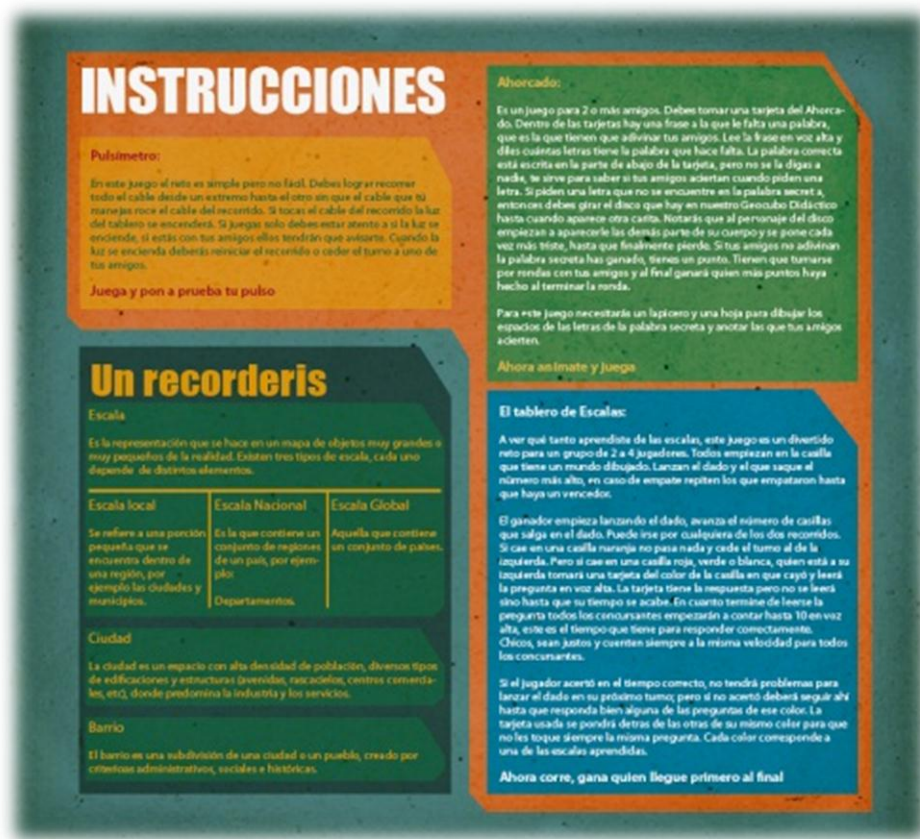 INSTRUCCIONES
Pulsímetro:
En este juego el reto es simple pero no fácil. Debes lograr recorrer
todo el cable desde un extremo hasta el otro sin que el cable que tú
manejas roce el cable del recorrido. Si tocas el cable del recorrido la luz
del tablero se encenderá. Si juegas solo debes estar atento a si la luz se
enciende, si estás con tus amigos ellos tendrán que avisarte. Cuando la
luz se encienda deberás reiniciar el recorrido o ceder el turno a uno de
tus amigos.
Juega y pon a prueba tu pulso
Un recorderis
Escala
Es la representación que se hace en un mapa de objetos muy grandes o
muy pequeños de la realidad. Existen tres tipos de escala, cada uno
depende de distintos elementos.
Escala local
Se refiere a una porción
pequeña que se
encuentra dentro de
una región, por
ejemplo las ciudades y
municipios.
Escala Nacional
Es la que contiene un
conjunto de regiones
de un país, por ejem-
plo:
Departamentos.
Escala Global
Aquella que contiene
un conjunto de países.
Ciudad
La ciudad es un espacio con alta densidad de población, diversos tipos
de edificaciones y estructuras (avenidas, rascacielos, centros comercia-
les, etc), donde predomina la industria y los servicios.
Barrio
El barrio es una subdivisión de una ciudad o un pueblo, creado por
criterioas administrativos, sociales e históricas.
Ahorcado:
Es un juego para 2 o más amigos. Debes tomar una tarjeta del Ahorca-
do. Dentro de las tarjetas hay una frase a la que le falta una palabra,
que es la que tienen que adivinar tus amigos. Lee la frase en voz alta y
diles cuántas letras tiene la palabra que hace falta. La palabra correcta
está escrita en la parte de abajo de la tarjeta, pero no se la digas a
nadie, te sirve para saber si tus amigos aciertan cuando piden una
letra. Si piden una letra que no se encuentre en la palabra secreta,
entonces debes girar el disco que hay en nuestro Geocubo Didáctico
hasta cuando aparece otra carita. Notarás que al personaje del disco
empiezan a aparecerle las demás parte de su cuerpo y se pone cada
vez más triste, hasta que finalmente pierde. Si tus amigos no adivinan
la palabra secreta has ganado, tienes un punto. Tienen que turnarse
por rondas con tus amigos y al final ganará quien más puntos haya
hecho al terminar la ronda.
Para este juego necesitarás un lapicero y una hoja para dibujar los
espacios de las letras de la palabra secreta y anotar las que tus amigos
acierten.
Ahora animate y juega
El tablero de Escalas:
A ver qué tanto aprendiste de las escalas, este juego es un divertido
reto para un grupo de 2 a 4 jugadores. Todos empiezan en la casilla
que tiene un mundo dibujado. Lanzan el dado y el que saque el
número más alto, en caso de empate repiten los que empataron hasta
que haya un vencedor.
El ganador empieza lanzando el dado, avanza el número de casillas
que salga en el dado. Puede irse por cualquiera de los dos recorridos.
Si cae en una casilla naranja no pasa nada y cede el turno al de la
izquierda. Pero si cae en una casilla roja, verde o blanca, quien está a su
izquierda tomará una tarjeta del color de la casilla en que cayó y leerá
la pregunta en voz alta. La tarjeta tiene la respuesta pero no se leerá
sino hasta que su tiempo se acabe. En cuanto termine de leerse la
pregunta todos los concursantes empezarán a contar hasta 10 en voz
alta, este es el tiempo que tiene para responder correctamente.
Chicos, sean justos y cuenten siempre a la misma velocidad para todos
los concursantes.
Si el jugador acertó en el tiempo correcto, no tendrá problemas para
lanzar el dado en su próximo turno; pero si no acertó deberá seguir ahí
hasta que responda bien alguna de las preguntas de ese color. La
tarjeta usada se pondrá detras de las otras de su mismo color para que
no les toque siempre la misma pregunta. Cada color corresponde a
una de las escalas aprendidas.
Ahora corre, gana quien llegue primero al final